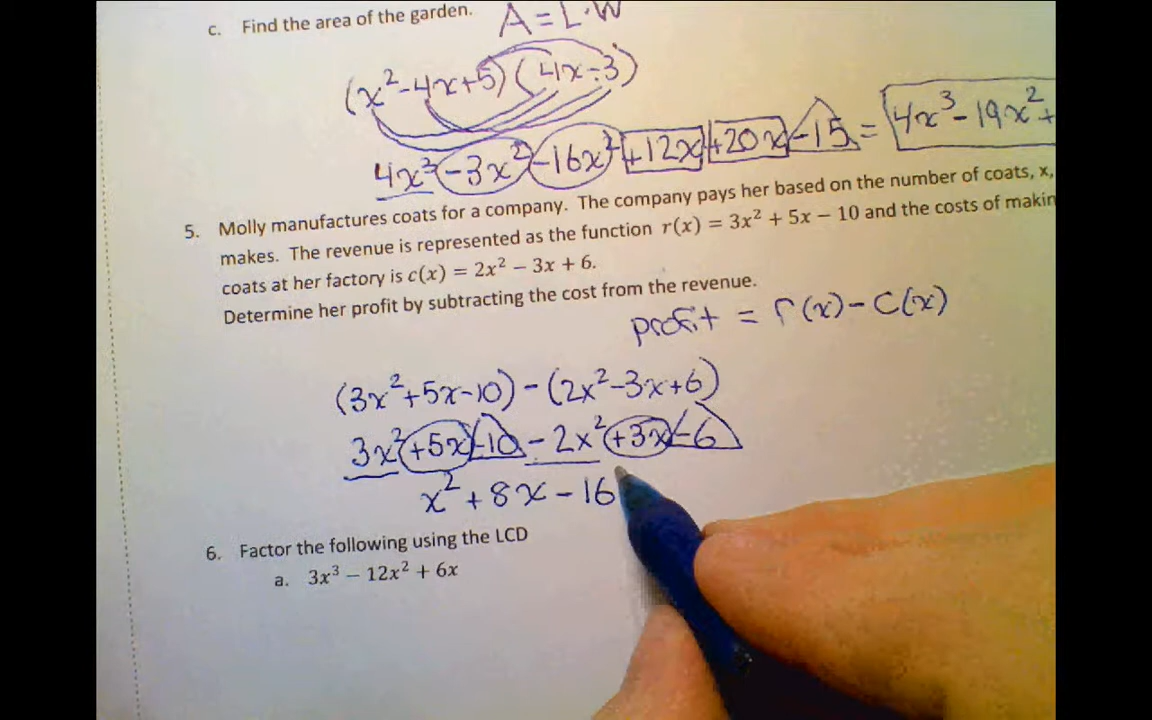 c. Find the area of the garden. A = L·W
(x²-4x+5)(4x-3)
4x³-3x²-16x²+12x+20x-15 = 4x³-19x²+
5. Molly manufactures coats for a company. The company pays her based on the number of coats, x,
makes. The revenue is represented as the function r(x) = 3x² + 5x − 10 and the costs of makin
coats at her factory is c(x) = 2x² − 3x + 6.
Determine her profit by subtracting the cost from the revenue.
profit = r(x) - C(x)
(3x²+5x-10) - (2x²-3x+6)
3x²+5x-10-2x²+3x-6
x²+8x-16
6. Factor the following using the LCD
a. 3x³ − 12x² + 6x